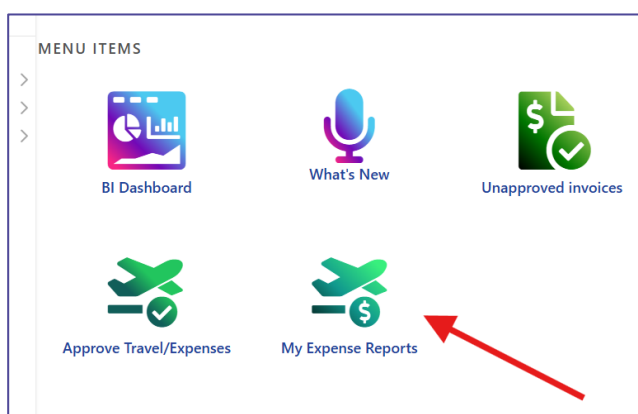 MENU ITEMS
BI Dashboard
What's New
Unapproved invoices
Approve Travel/Expenses
My Expense Reports